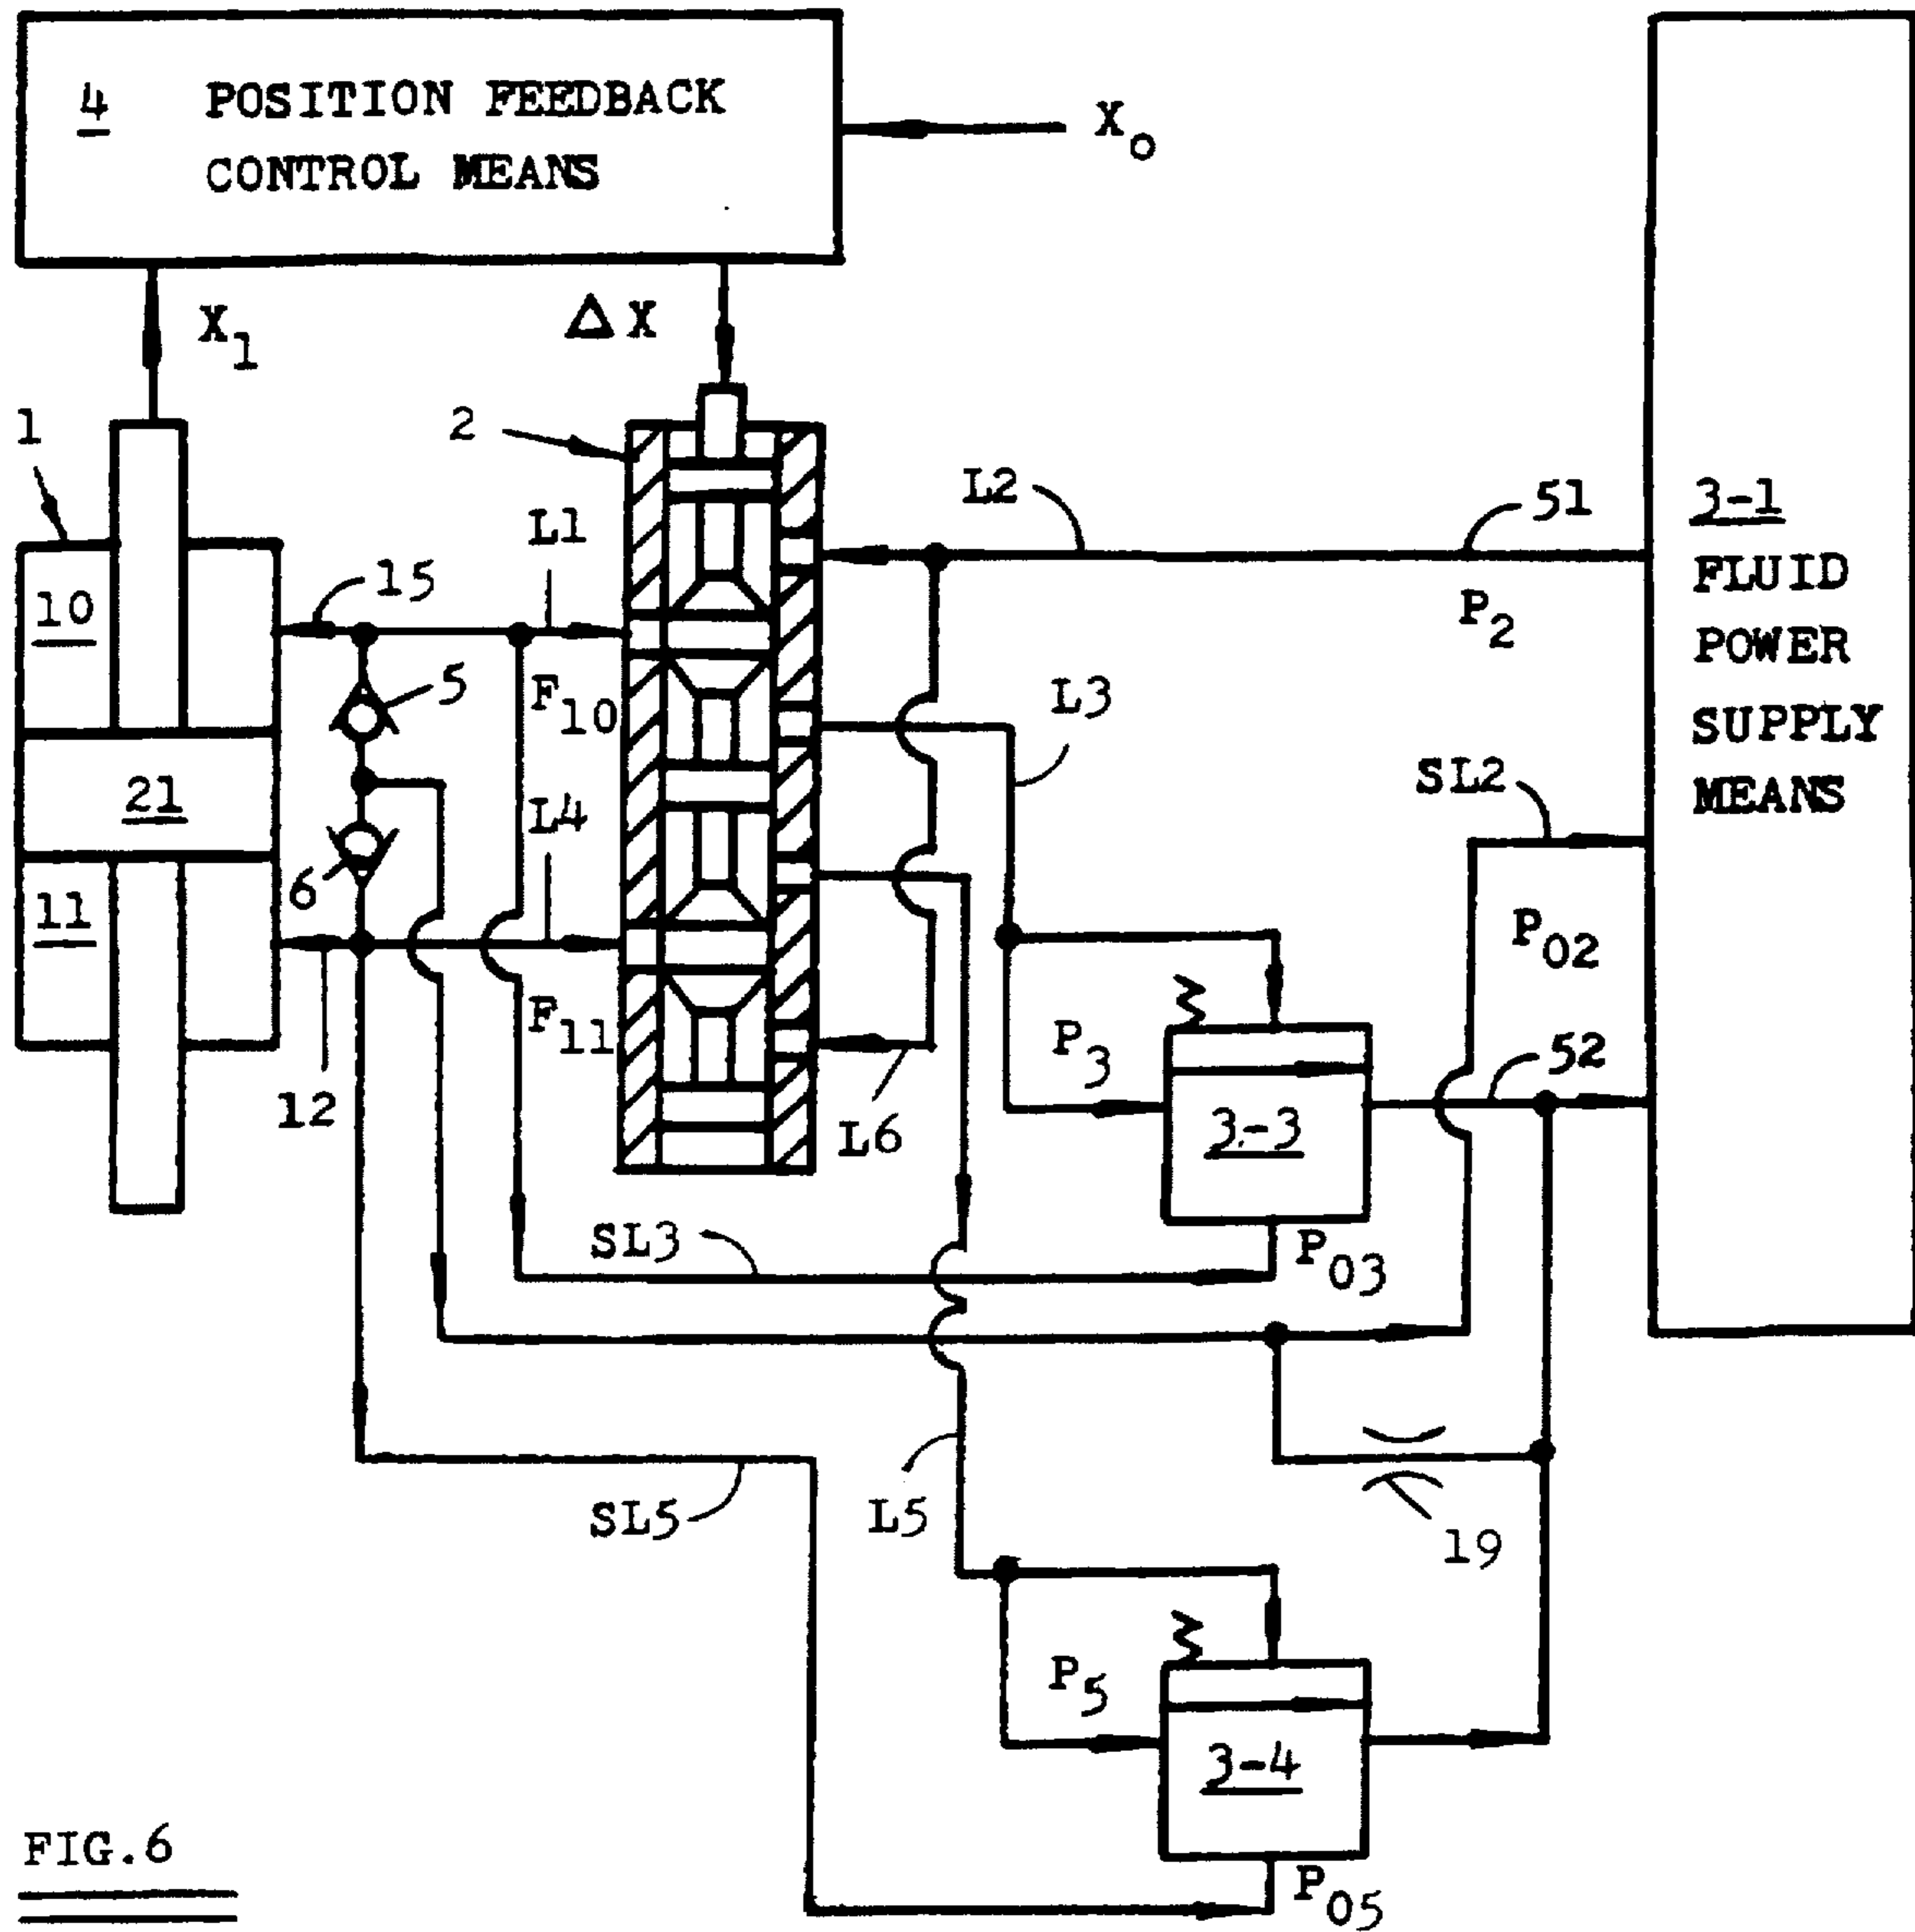 4 POSITION FEEDBACK
CONTROL MEANS
X₀
X₁
ΔX
1
2
L1
15
10
5
F₁₀
21
L4
6
11
F₁₁
12
L2
51
P₂
3-1
FLUID
POWER
SUPPLY
MEANS
L3
SL2
P₀₂
P₃
52
3-3
L6
SL3
P₀₃
SL5
L5
19
P₅
3-4
P₀₅
FIG.6